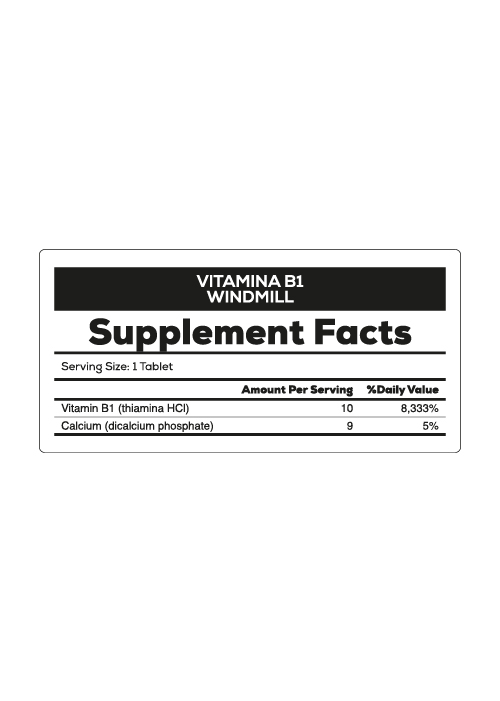 VITAMINA B1
WINDMILL
Supplement Facts
Serving Size: 1 Tablet
Amount Per Serving %Daily Value
Vitamin B1 (thiamina HCl) 10 8,333%
Calcium (dicalcium phosphate) 9 5%